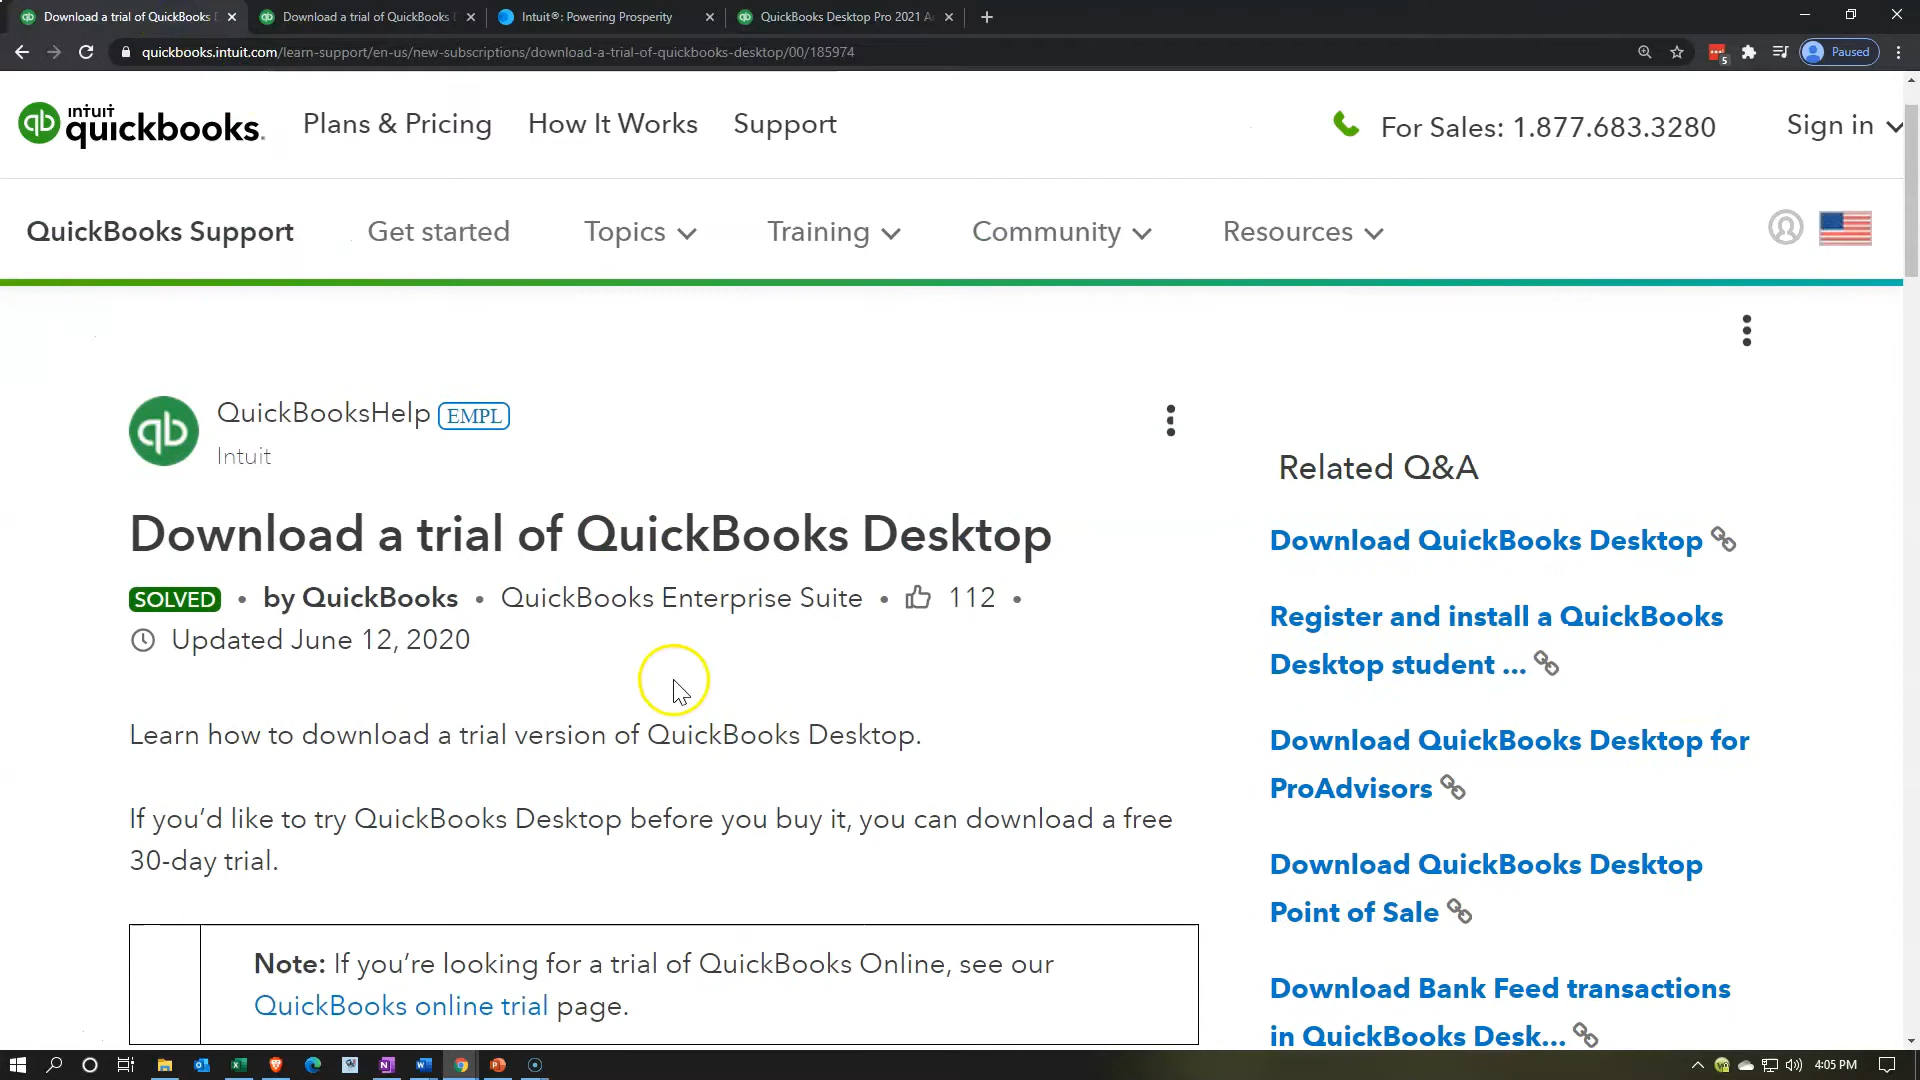 Download a trial of QuickBooks D
Download a trial of QuickBooks D
Intuit®: Powering Prosperity
QuickBooks Desktop Pro 2021 A
quickbooks.intuit.com/learn-support/en-us/new-subscriptions/download-a-trial-of-quickbooks-desktop/00/185974
5
Paused
qb INTUIT quickbooks.
Plans & Pricing
How It Works
Support
For Sales: 1.877.683.3280
Sign in
QuickBooks Support
Get started
Topics
Training
Community
Resources
qb
QuickBooksHelp EMPL
Intuit
Download a trial of QuickBooks Desktop
SOLVED • by QuickBooks • QuickBooks Enterprise Suite • 112 •
Updated June 12, 2020
Learn how to download a trial version of QuickBooks Desktop.
If you’d like to try QuickBooks Desktop before you buy it, you can download a free
30-day trial.
Note: If you’re looking for a trial of QuickBooks Online, see our
QuickBooks online trial page.
Related Q&A
Download QuickBooks Desktop
Register and install a QuickBooks
Desktop student ...
Download QuickBooks Desktop for
ProAdvisors
Download QuickBooks Desktop
Point of Sale
Download Bank Feed transactions
in QuickBooks Desk...
4:05 PM